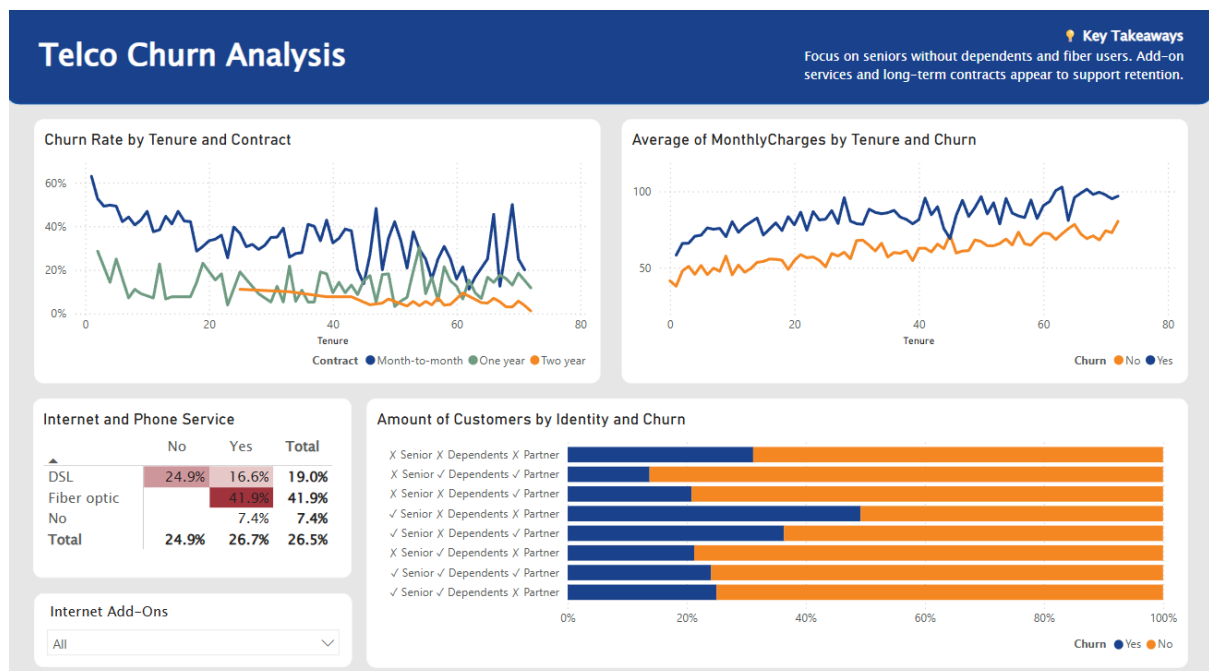 Telco Churn Analysis
💡 Key Takeaways
Focus on seniors without dependents and fiber users. Add-on
services and long-term contracts appear to support retention.
Churn Rate by Tenure and Contract
60%
40%
20%
0%
0 20 40 60 80
Tenure
Contract Month-to-month One year Two year
Average of MonthlyCharges by Tenure and Churn
100
50
0 20 40 60 80
Tenure
Churn No Yes
Internet and Phone Service
No Yes Total
DSL 24.9% 16.6% 19.0%
Fiber optic 41.9% 41.9%
No 7.4% 7.4%
Total 24.9% 26.7% 26.5%
Internet Add-Ons
All
Amount of Customers by Identity and Churn
✗ Senior ✗ Dependents ✗ Partner
✗ Senior ✓ Dependents ✓ Partner
✗ Senior ✗ Dependents ✓ Partner
✓ Senior ✗ Dependents ✗ Partner
✓ Senior ✗ Dependents ✓ Partner
✗ Senior ✓ Dependents ✗ Partner
✓ Senior ✓ Dependents ✓ Partner
✓ Senior ✓ Dependents ✗ Partner
0% 20% 40% 60% 80% 100%
Churn Yes No